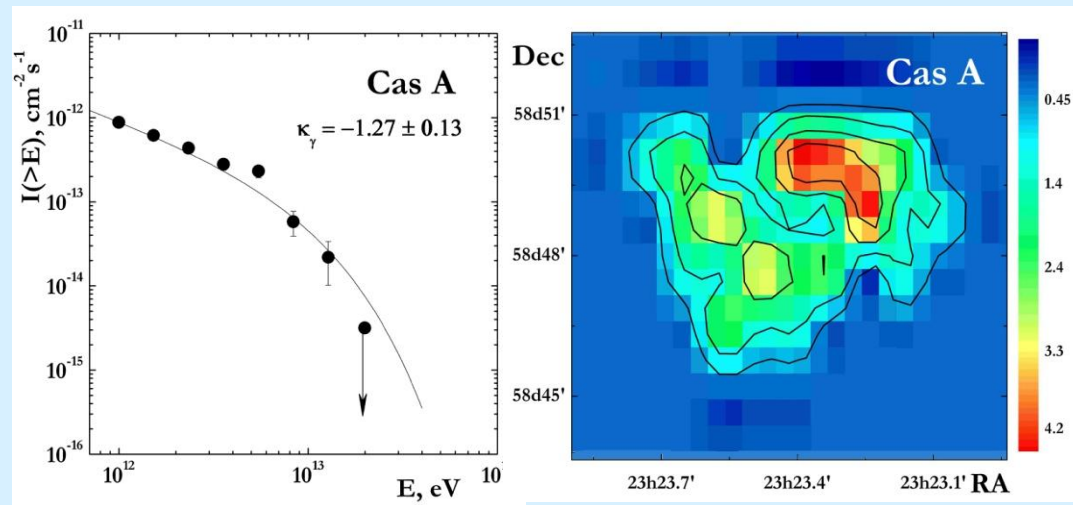 I(>E), cm⁻² s⁻¹
10⁻¹¹
10⁻¹²
10⁻¹³
10⁻¹⁴
10⁻¹⁵
10⁻¹⁶
Cas A
κγ = −1.27 ± 0.13
10¹²
10¹³
10¹
E, eV
Dec
Cas A
58d51'
58d48'
58d45'
23h23.7'
23h23.4'
23h23.1'
RA
0.45
1.4
2.4
3.3
4.2